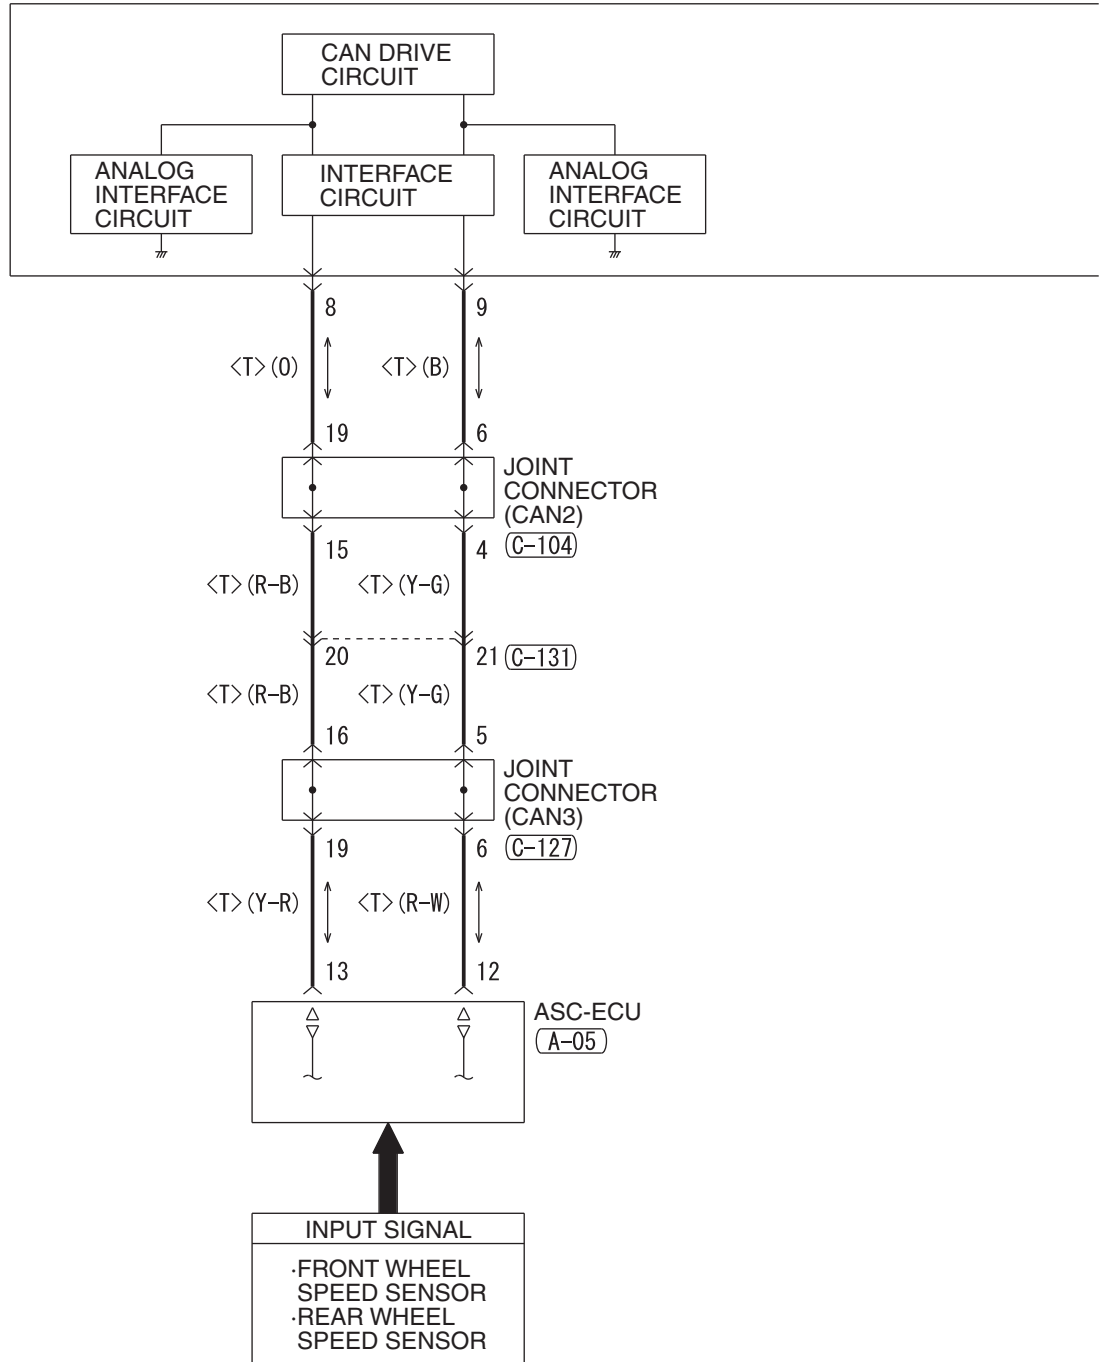 CAN DRIVE
CIRCUIT
ANALOG
INTERFACE
CIRCUIT
INTERFACE
CIRCUIT
ANALOG
INTERFACE
CIRCUIT
8
9
<T>(O)
<T>(B)
19
6
JOINT
CONNECTOR
(CAN2)
C-104
15
4
<T>(R-B)
<T>(Y-G)
20
21
C-131
<T>(R-B)
<T>(Y-G)
16
5
JOINT
CONNECTOR
(CAN3)
C-127
19
6
<T>(Y-R)
<T>(R-W)
13
12
ASC-ECU
A-05
INPUT SIGNAL
·FRONT WHEEL
SPEED SENSOR
·REAR WHEEL
SPEED SENSOR